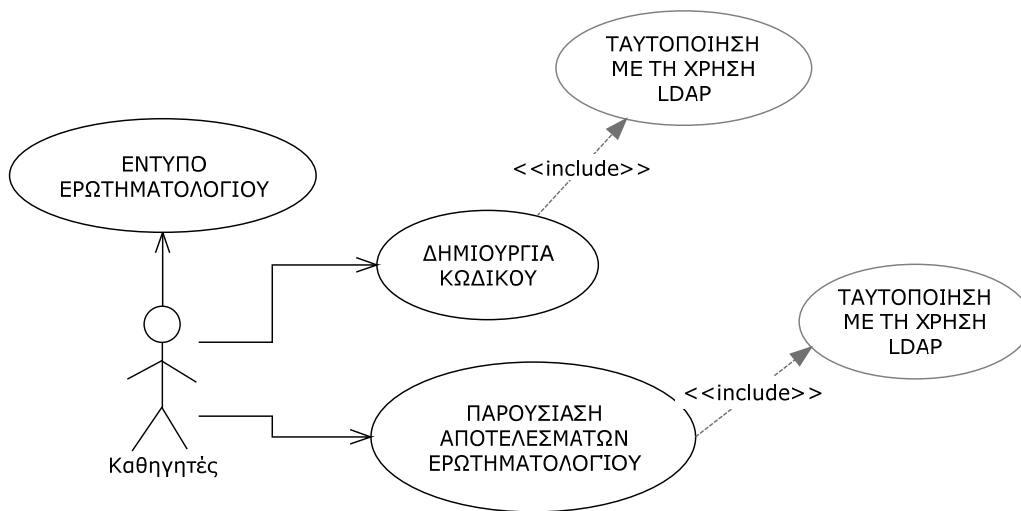 ΤΑΥΤΟΠΟΙΗΣΗ
ΜΕ ΤΗ ΧΡΗΣΗ
LDAP
<<include>>
ΕΝΤΥΠΟ
ΕΡΩΤΗΜΑΤΟΛΟΓΙΟΥ
ΔΗΜΙΟΥΡΓΙΑ
ΚΩΔΙΚΟΥ
ΤΑΥΤΟΠΟΙΗΣΗ
ΜΕ ΤΗ ΧΡΗΣΗ
LDAP
<<include>>
ΠΑΡΟΥΣΙΑΣΗ
ΑΠΟΤΕΛΕΣΜΑΤΩΝ
ΕΡΩΤΗΜΑΤΟΛΟΓΊΟΥ
Καθηγητές